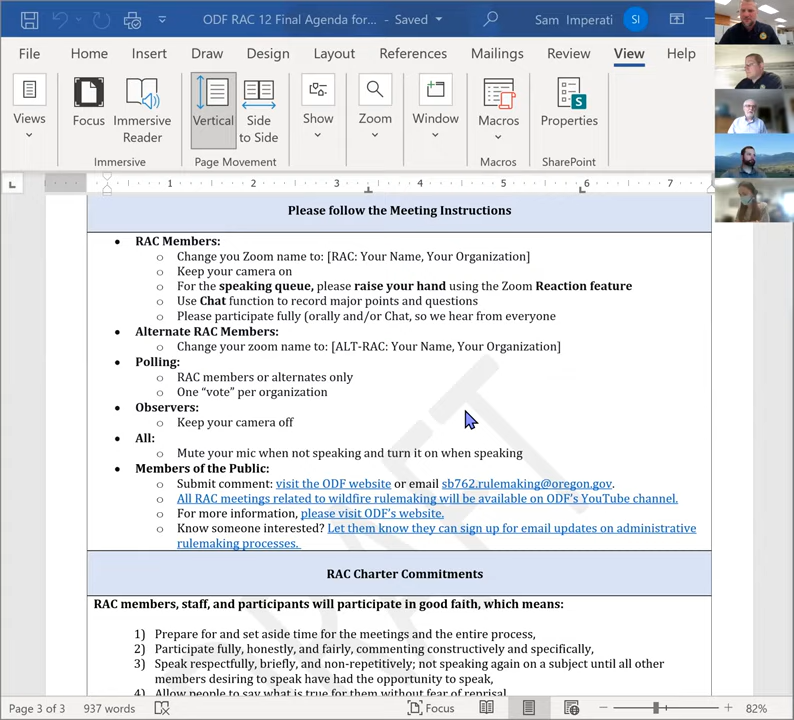 ODF RAC 12 Final Agenda for... - Saved
Sam Imperati
SI
File Home Insert Draw Design Layout References Mailings Review View Help
Views
Focus
Immersive Reader
Vertical
Side to Side
Show
Zoom
Window
Macros
Properties
Immersive
Page Movement
Macros
SharePoint
1 2 3 4 5 6 7
Please follow the Meeting Instructions
• RAC Members:
o Change you Zoom name to: [RAC: Your Name, Your Organization]
o Keep your camera on
o For the speaking queue, please raise your hand using the Zoom Reaction feature
o Use Chat function to record major points and questions
o Please participate fully (orally and/or Chat, so we hear from everyone
• Alternate RAC Members:
o Change your zoom name to: [ALT-RAC: Your Name, Your Organization]
• Polling:
o RAC members or alternates only
o One “vote” per organization
• Observers:
o Keep your camera off
• All:
o Mute your mic when not speaking and turn it on when speaking
• Members of the Public:
o Submit comment: visit the ODF website or email sb762.rulemaking@oregon.gov.
o All RAC meetings related to wildfire rulemaking will be available on ODF’s YouTube channel.
o For more information, please visit ODF’s website.
o Know someone interested? Let them know they can sign up for email updates on administrative
rulemaking processes.
RAC Charter Commitments
RAC members, staff, and participants will participate in good faith, which means:
1) Prepare for and set aside time for the meetings and the entire process,
2) Participate fully, honestly, and fairly, commenting constructively and specifically,
3) Speak respectfully, briefly, and non-repetitively; not speaking again on a subject until all other
members desiring to speak have had the opportunity to speak,
4) Allow people to say what is true for them without fear of reprisal
Page 3 of 3 937 words Focus 82%